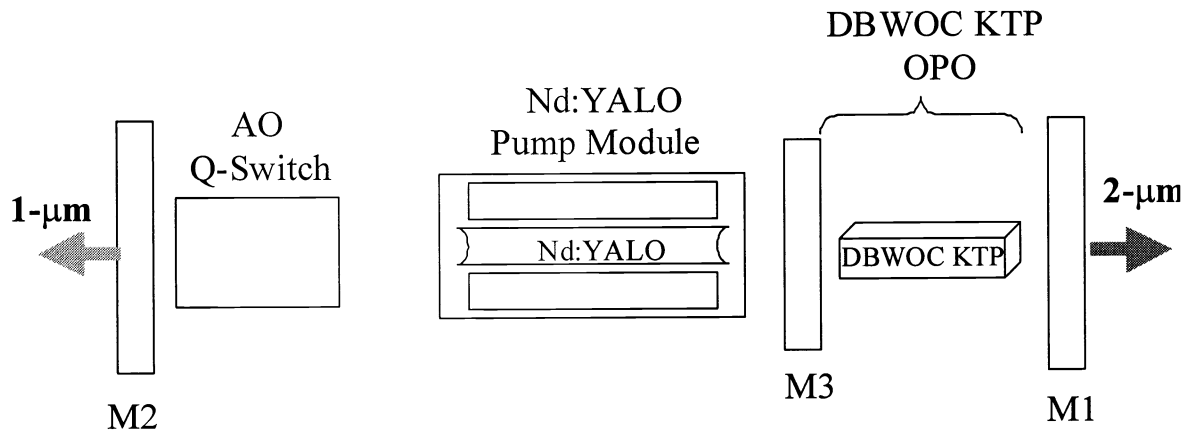 DBWOC KTP
OPO
Nd:YALO
Pump Module
AO
Q-Switch
1-μm
2-μm
Nd:YALO
DBWOC KTP
M3
M2
M1